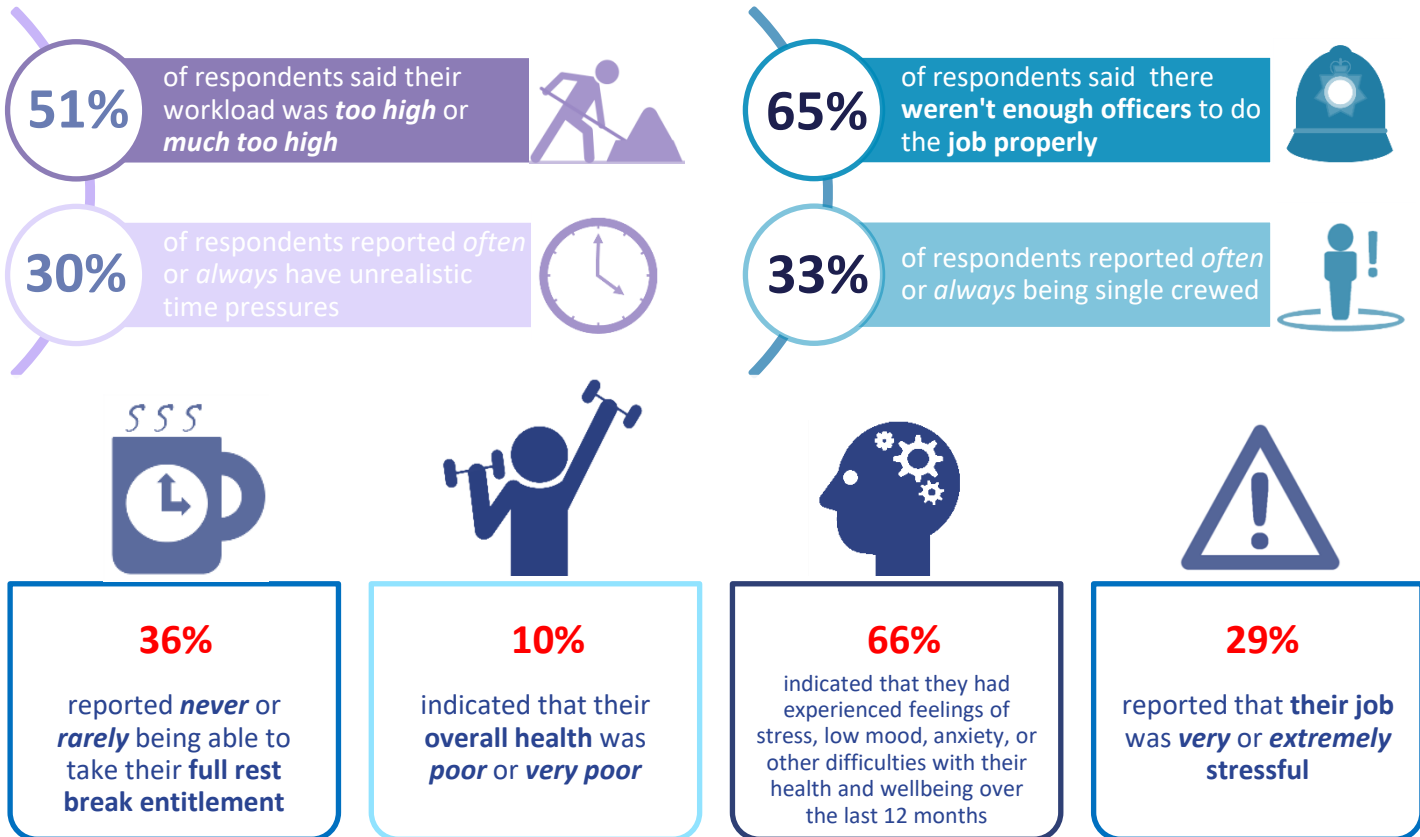 51%
of respondents said their
workload was too high or
much too high
65%
of respondents said there
weren't enough officers to do
the job properly
30%
of respondents reported often
or always have unrealistic
time pressures
33%
of respondents reported often
or always being single crewed
36%
reported never or
rarely being able to
take their full rest
break entitlement
10%
indicated that their
overall health was
poor or very poor
66%
indicated that they had
experienced feelings of
stress, low mood, anxiety, or
other difficulties with their
health and wellbeing over
the last 12 months
29%
reported that their job
was very or extremely
stressful